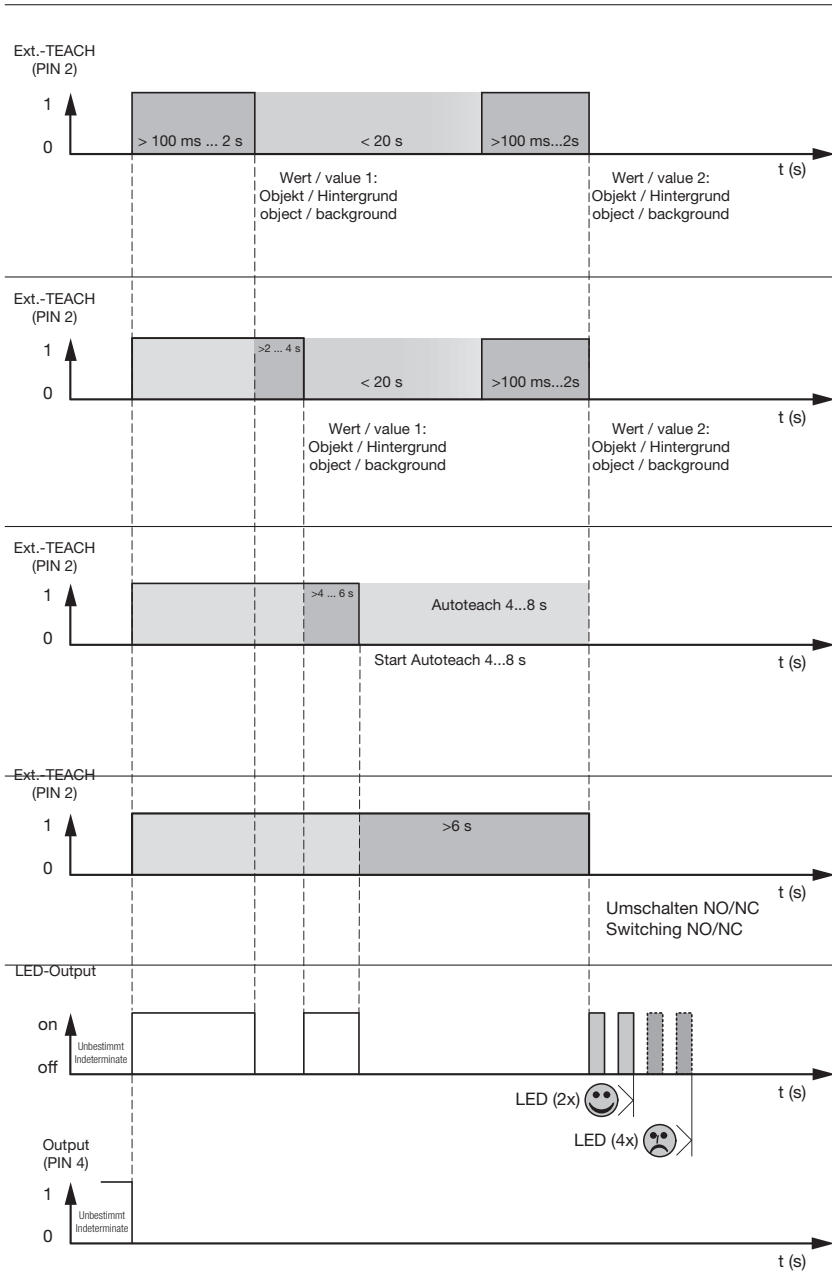 Ext.-TEACH
(PIN 2)
1
0
> 100 ms ... 2 s
< 20 s
>100 ms...2s
t (s)
Wert / value 1:
Objekt / Hintergrund
object / background
Wert / value 2:
Objekt / Hintergrund
object / background
Ext.-TEACH
(PIN 2)
1
0
>2 ... 4 s
< 20 s
>100 ms...2s
t (s)
Wert / value 1:
Objekt / Hintergrund
object / background
Wert / value 2:
Objekt / Hintergrund
object / background
Ext.-TEACH
(PIN 2)
1
0
>4 ... 6 s
Autoteach 4...8 s
Start Autoteach 4...8 s
t (s)
Ext.-TEACH
(PIN 2)
1
0
>6 s
t (s)
Umschalten NO/NC
Switching NO/NC
LED-Output
on
off
Unbestimmt
Indeterminate
t (s)
LED (2x)
LED (4x)
Output
(PIN 4)
1
0
Unbestimmt
Indeterminate
t (s)